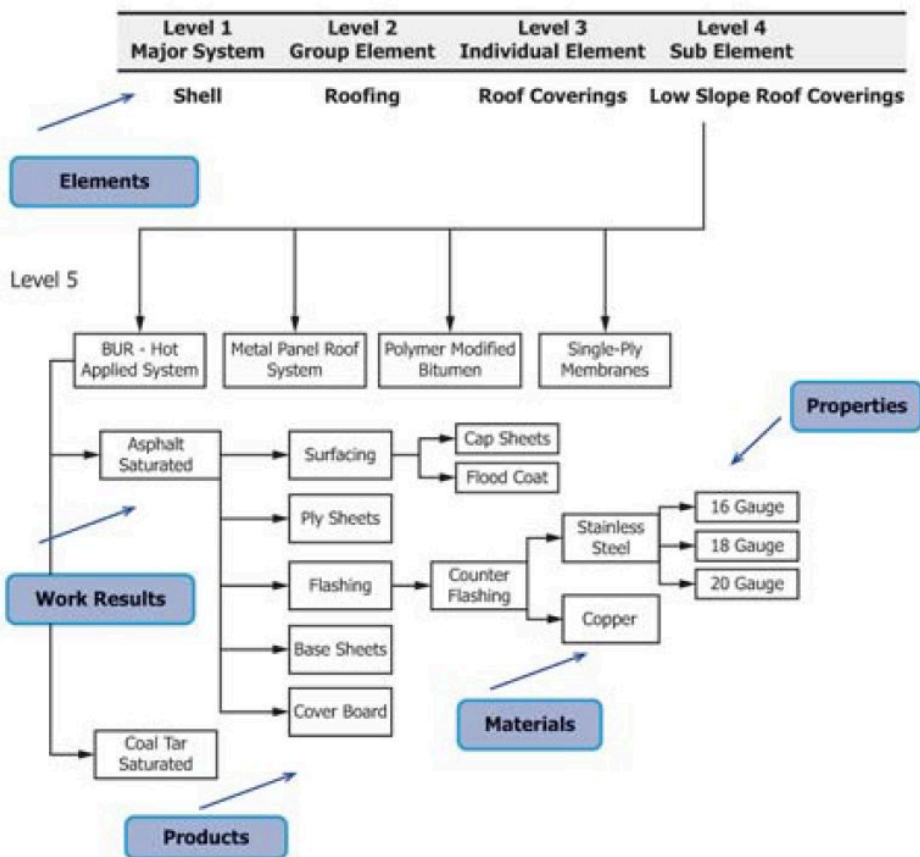 Level 1 Level 2 Level 3 Level 4
Major System Group Element Individual Element Sub Element
Shell Roofing Roof Coverings Low Slope Roof Coverings
Elements
Level 5
BUR - Hot
Applied System
Metal Panel Roof
System
Polymer Modified
Bitumen
Single-Ply
Membranes
Properties
Asphalt
Saturated
Surfacing
Cap Sheets
Flood Coat
Ply Sheets
Stainless
Steel
16 Gauge
18 Gauge
20 Gauge
Work Results
Flashing
Counter
Flashing
Copper
Base Sheets
Cover Board
Materials
Coal Tar
Saturated
Products